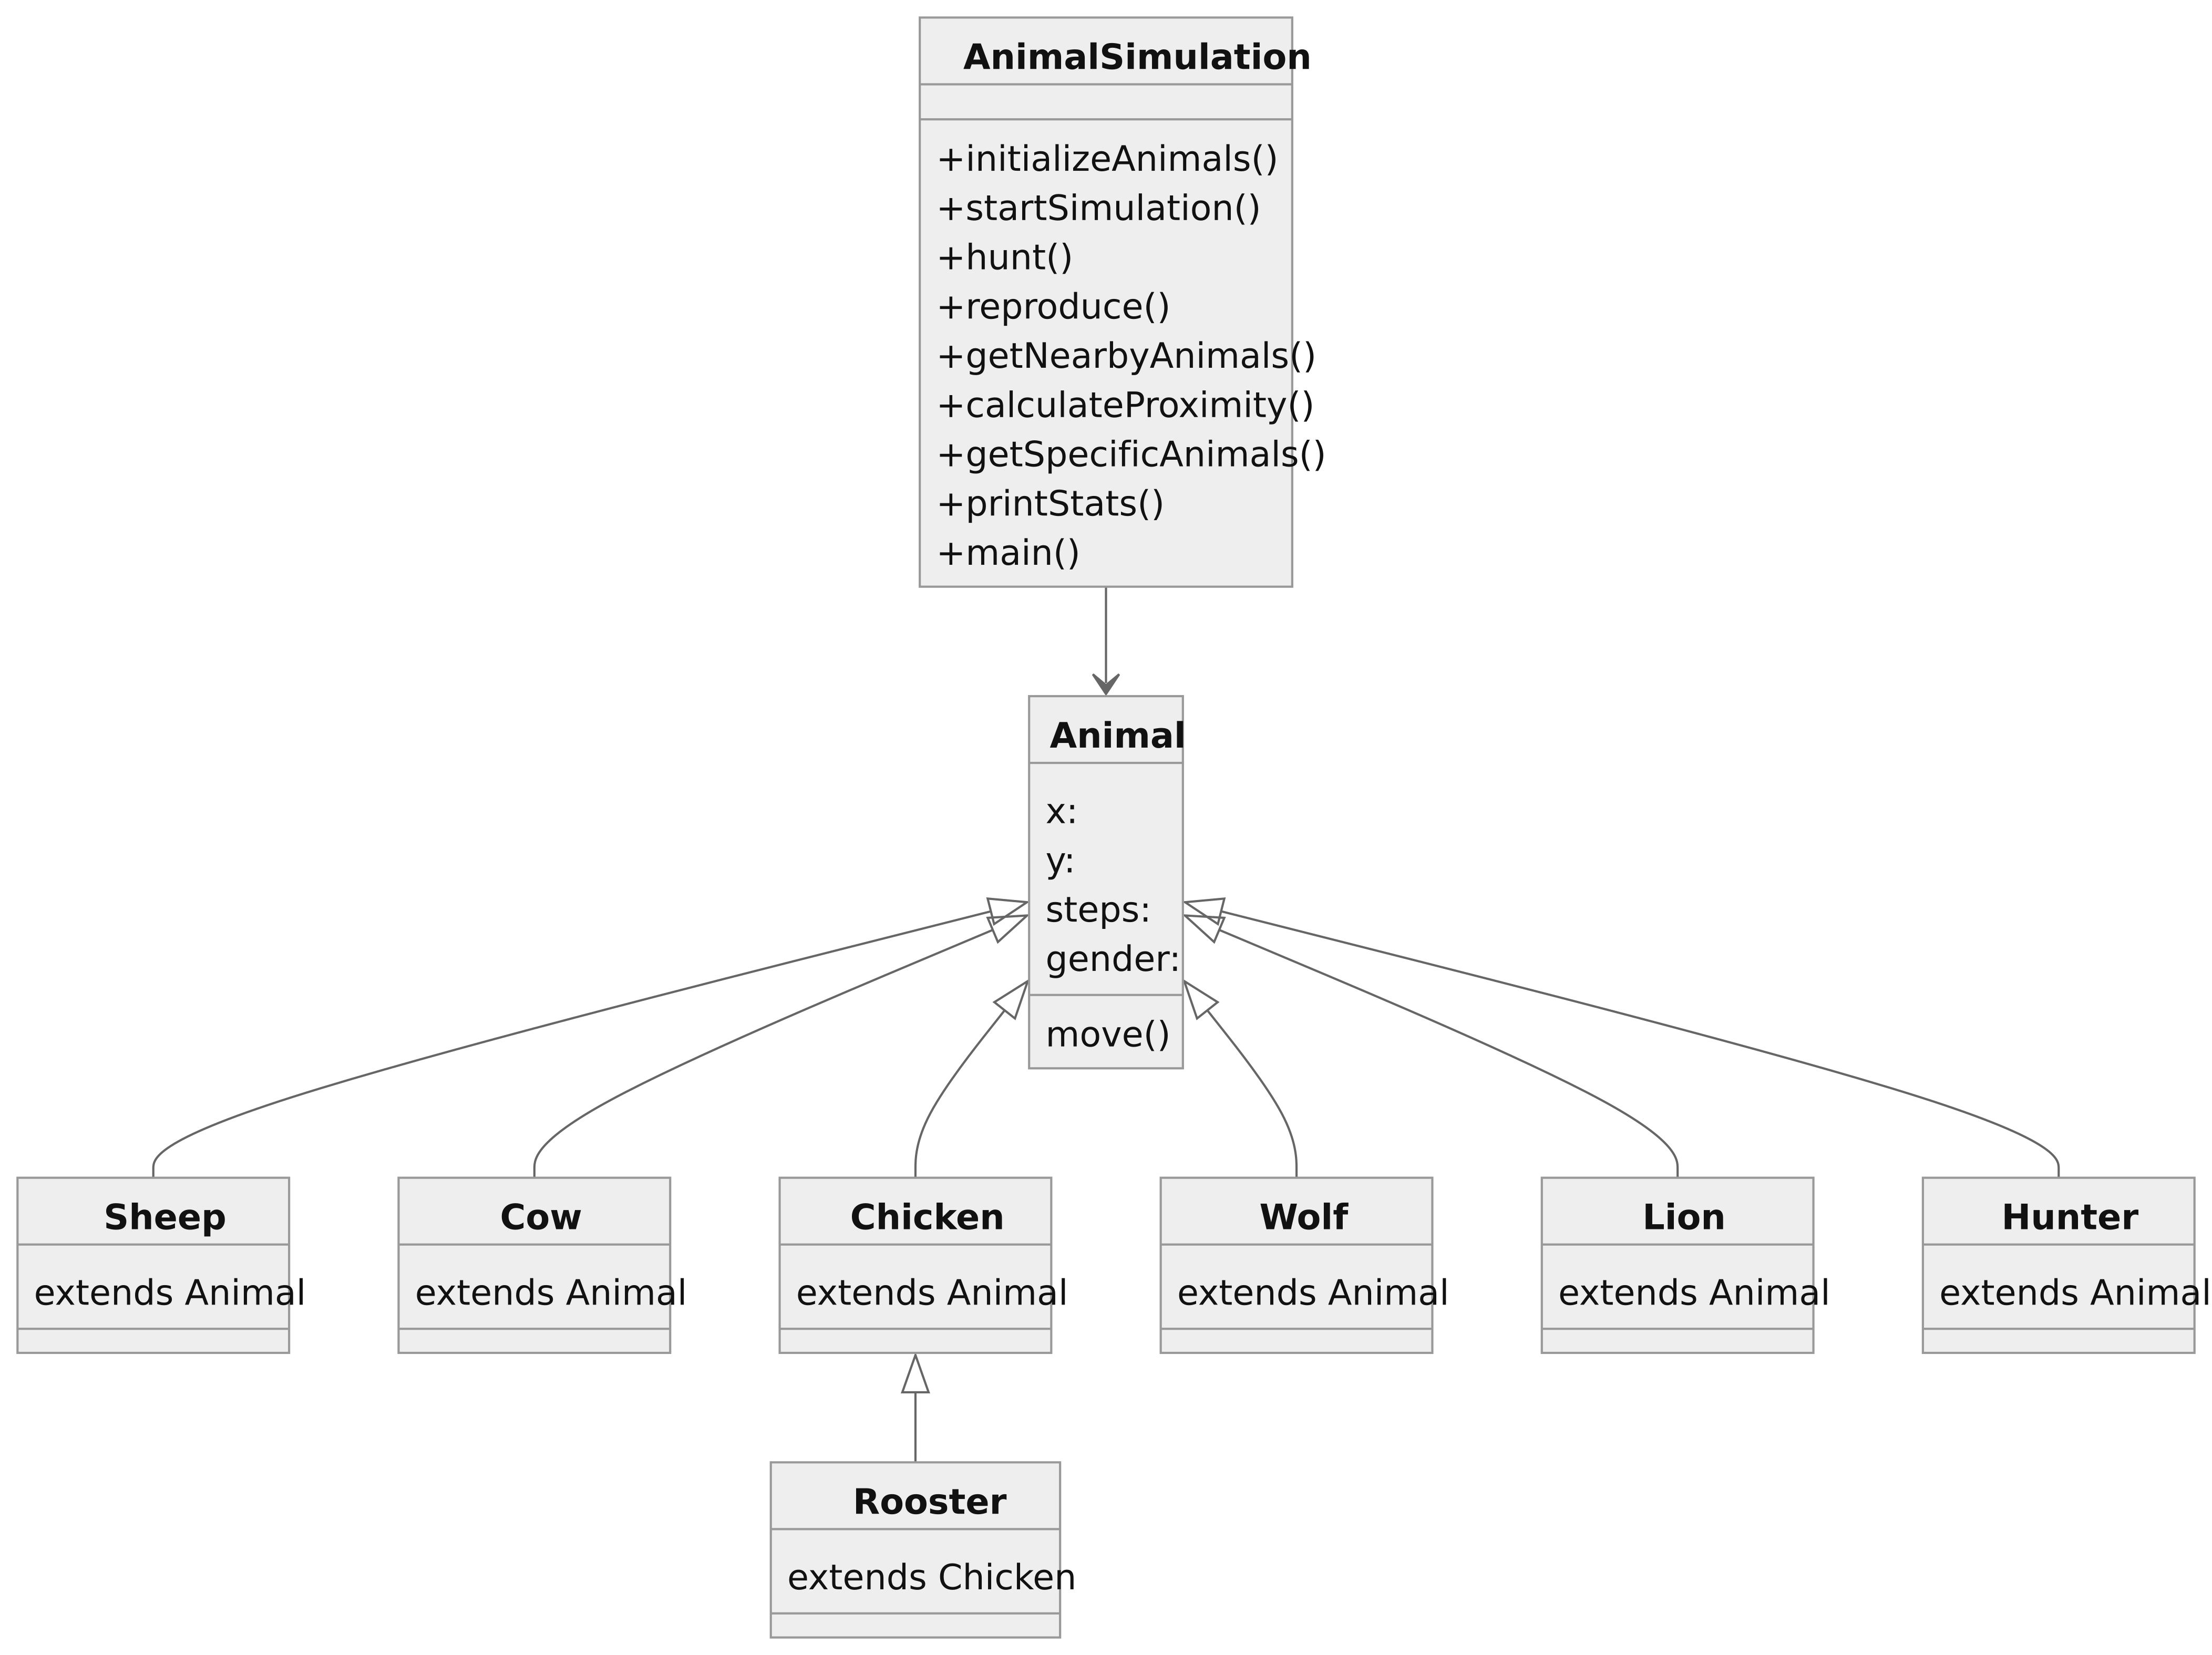 AnimalSimulation
+initializeAnimals()
+startSimulation()
+hunt()
+reproduce()
+getNearbyAnimals()
+calculateProximity()
+getSpecificAnimals()
+printStats()
+main()
Animal
x:
y:
steps:
gender:
move()
Sheep
extends Animal
Cow
extends Animal
Chicken
extends Animal
Wolf
extends Animal
Lion
extends Animal
Hunter
extends Animal
Rooster
extends Chicken